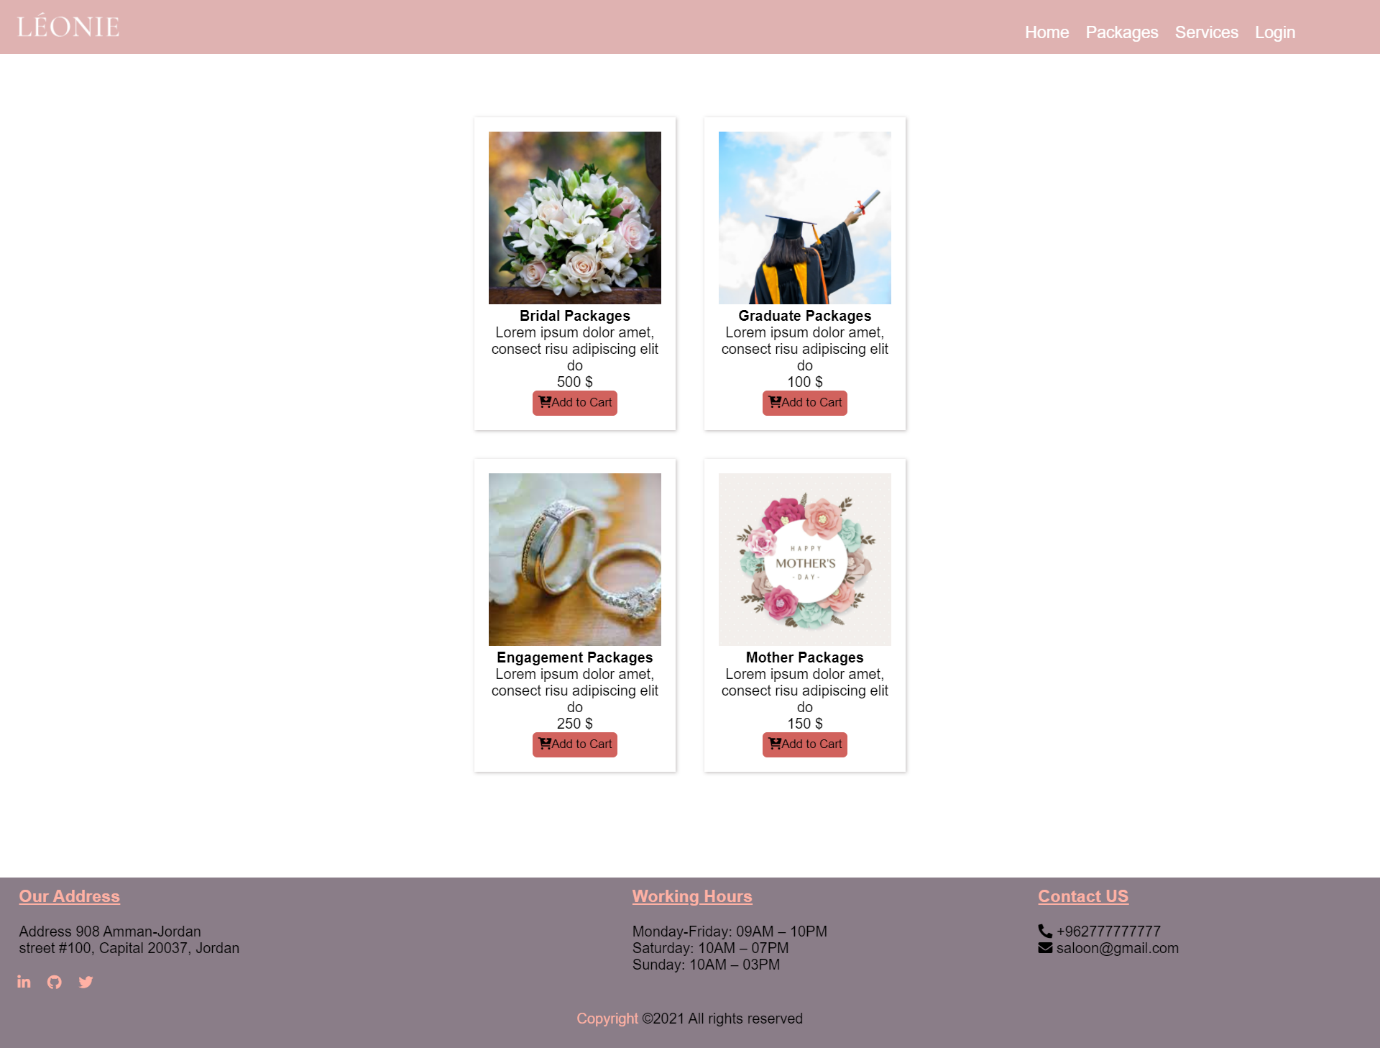 LÉONIE
Home Packages Services Login
Bridal Packages
Lorem ipsum dolor amet,
consect risu adipiscing elit
do
500 $
Add to Cart
Graduate Packages
Lorem ipsum dolor amet,
consect risu adipiscing elit
do
100 $
Add to Cart
Engagement Packages
Lorem ipsum dolor amet,
consect risu adipiscing elit
do
250 $
Add to Cart
HAPPY
MOTHER'S
·DAY·
Mother Packages
Lorem ipsum dolor amet,
consect risu adipiscing elit
do
150 $
Add to Cart
Our Address
Address 908 Amman-Jordan
street #100, Capital 20037, Jordan
Working Hours
Monday-Friday: 09AM – 10PM
Saturday: 10AM – 07PM
Sunday: 10AM – 03PM
Contact US
+962777777777
saloon@gmail.com
Copyright ©2021 All rights reserved